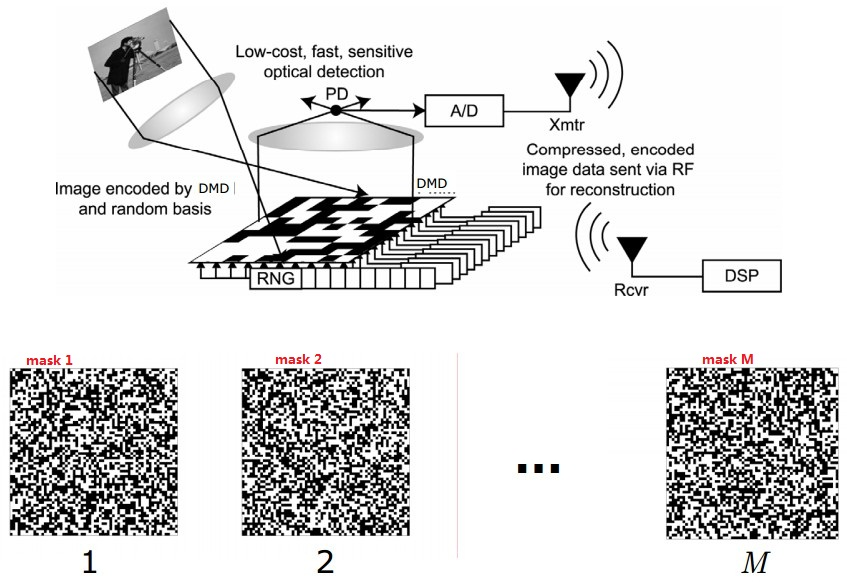 Low-cost, fast, sensitive
optical detection
PD
A/D
Xmtr
Compressed, encoded
image data sent via RF
for reconstruction
Image encoded by DMD
and random basis
DMD
RNG
Rcvr
DSP
mask 1
mask 2
mask M
...
1
2
M